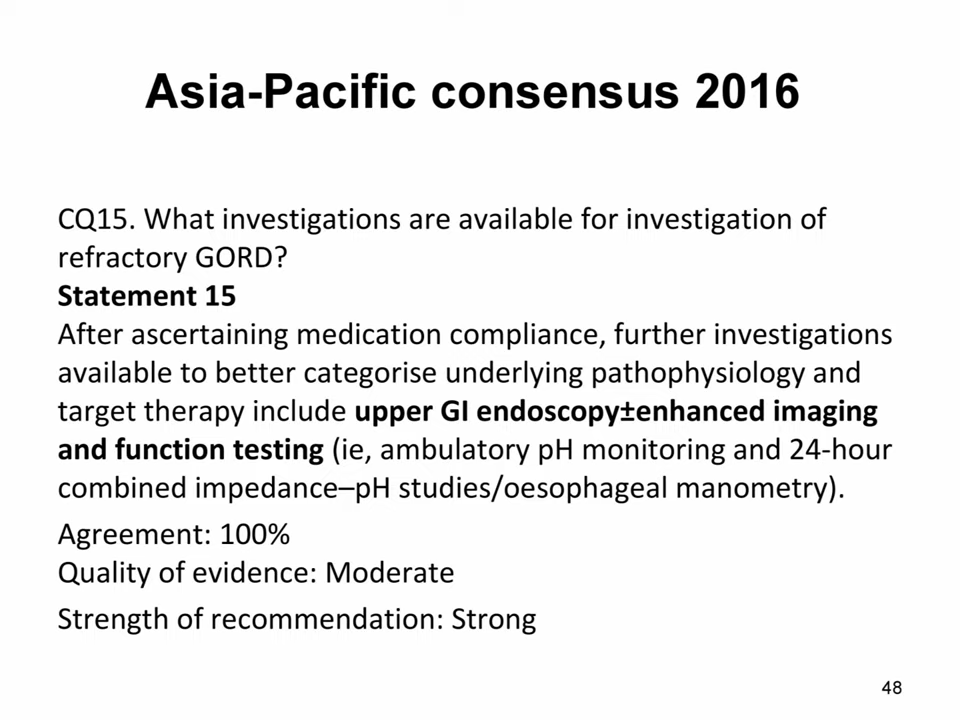 Asia-Pacific consensus 2016
CQ15. What investigations are available for investigation of
refractory GORD?
Statement 15
After ascertaining medication compliance, further investigations
available to better categorise underlying pathophysiology and
target therapy include upper GI endoscopy±enhanced imaging
and function testing (ie, ambulatory pH monitoring and 24-hour
combined impedance–pH studies/oesophageal manometry).
Agreement: 100%
Quality of evidence: Moderate
Strength of recommendation: Strong
48